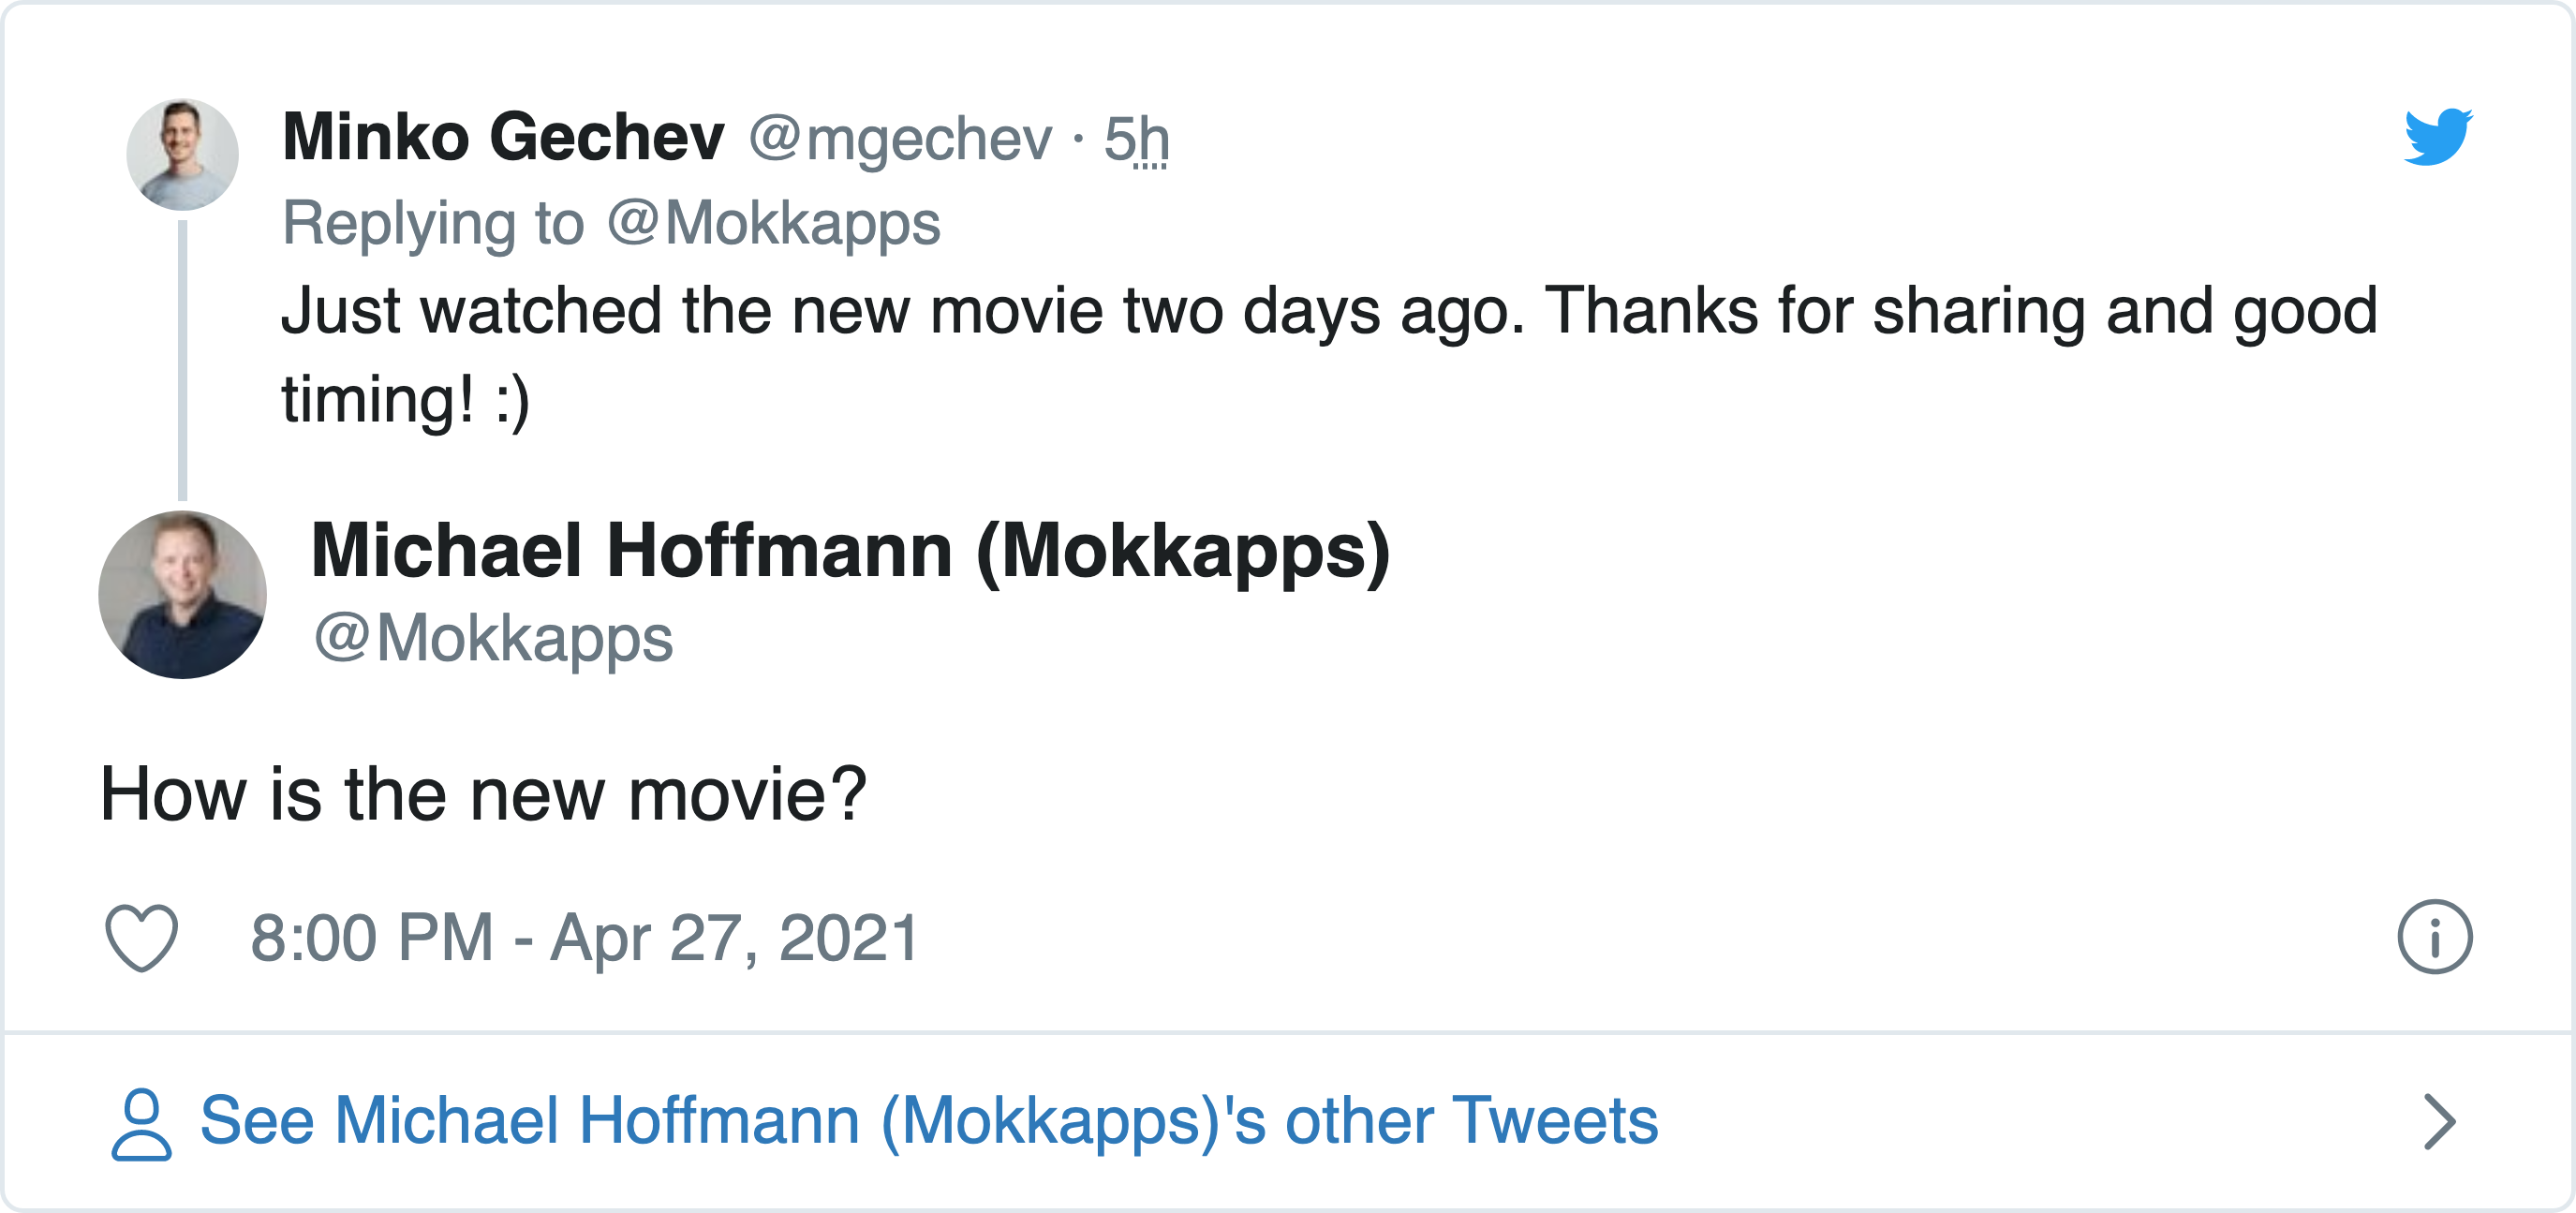 Minko Gechev @mgechev · 5h
Replying to @Mokkapps
Just watched the new movie two days ago. Thanks for sharing and good
timing! :)
Michael Hoffmann (Mokkapps)
@Mokkapps
How is the new movie?
8:00 PM - Apr 27, 2021
See Michael Hoffmann (Mokkapps)'s other Tweets